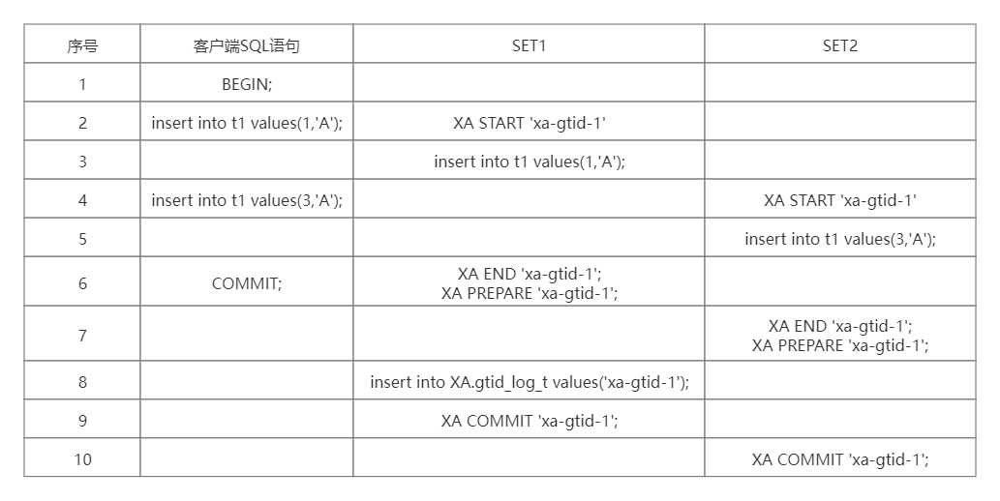 序号 客户端SQL语句 SET1 SET2
1 BEGIN;
2 insert into t1 values(1,'A'); XA START 'xa-gtid-1'
3 insert into t1 values(1,'A');
4 insert into t1 values(3,'A'); XA START 'xa-gtid-1'
5 insert into t1 values(3,'A');
6 COMMIT; XA END 'xa-gtid-1';
XA PREPARE 'xa-gtid-1';
7 XA END 'xa-gtid-1';
XA PREPARE 'xa-gtid-1';
8 insert into XA.gtid_log_t values('xa-gtid-1');
9 XA COMMIT 'xa-gtid-1';
10 XA COMMIT 'xa-gtid-1';